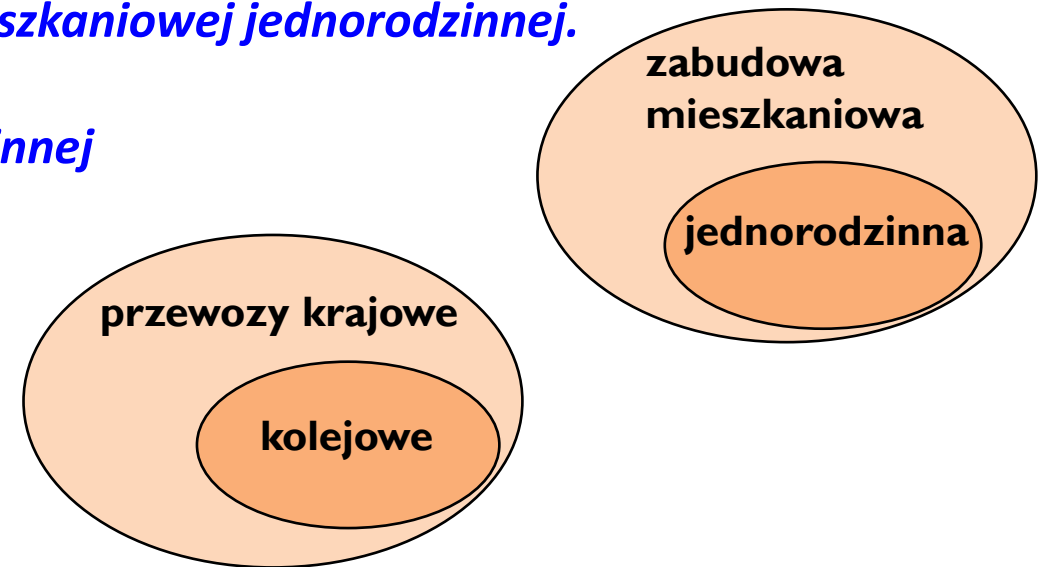 szkaniowej jednorodzinnej.
innej
zabudowa
mieszkaniowa
jednorodzinna
przewozy krajowe
kolejowe